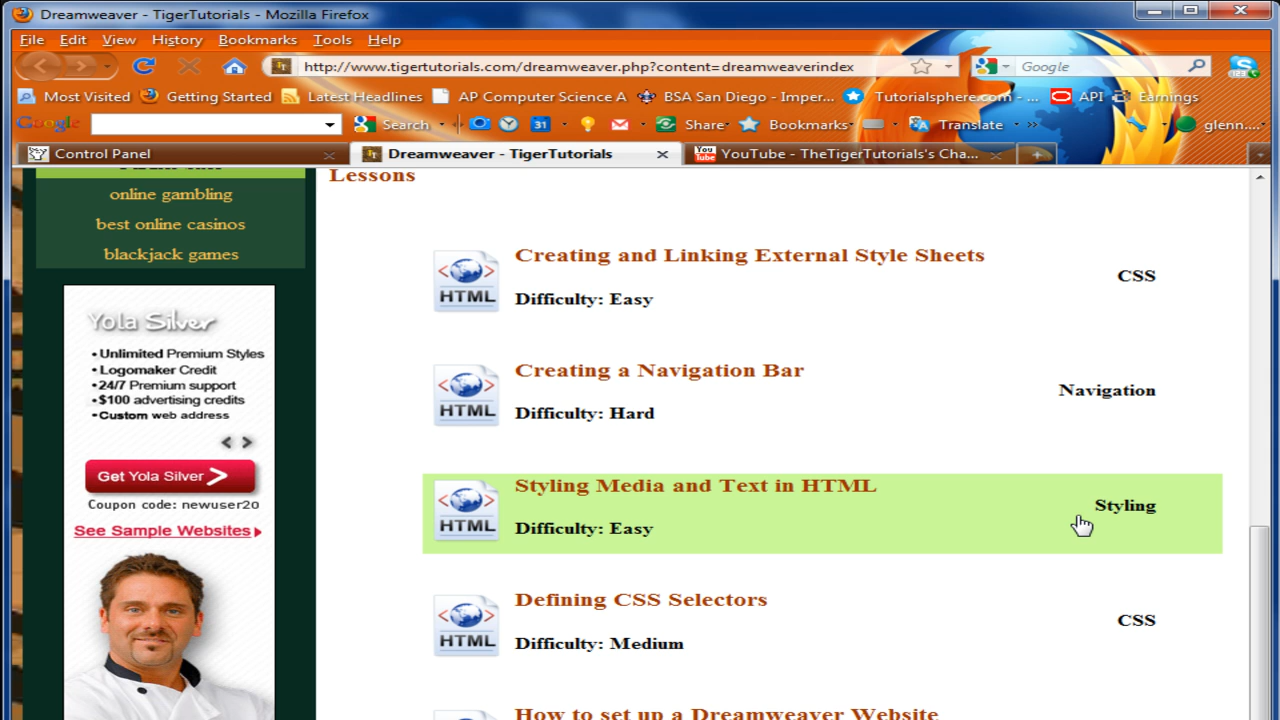 Dreamweaver - TigerTutorials - Mozilla Firefox
File Edit View History Bookmarks Tools Help
http://www.tigertutorials.com/dreamweaver.php?content=dreamweaverindex
Google
Most Visited Getting Started Latest Headlines AP Computer Science A BSA San Diego - Imper... Tutorialsphere.com - ... API Earnings
Google Search Share Bookmarks Translate glenn....
Control Panel Dreamweaver - TigerTutorials YouTube - TheTigerTutorials's Cha...
Lessons
online gambling
best online casinos
blackjack games
Yola Silver
• Unlimited Premium Styles
• Logomaker Credit
• 24/7 Premium support
• $100 advertising credits
• Custom web address
Get Yola Silver
Coupon code: newuser20
See Sample Websites
Creating and Linking External Style Sheets
HTML
Difficulty: Easy
CSS
Creating a Navigation Bar
HTML
Difficulty: Hard
Navigation
Styling Media and Text in HTML
HTML
Difficulty: Easy
Styling
Defining CSS Selectors
HTML
Difficulty: Medium
CSS
How to set up a Dreamweaver Website